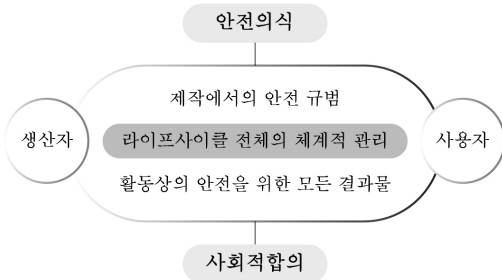 안전의식
제작에서의 안전 규범
생산자 라이프사이클 전체의 체계적 관리 사용자
활동상의 안전을 위한 모든 결과물
사회적합의